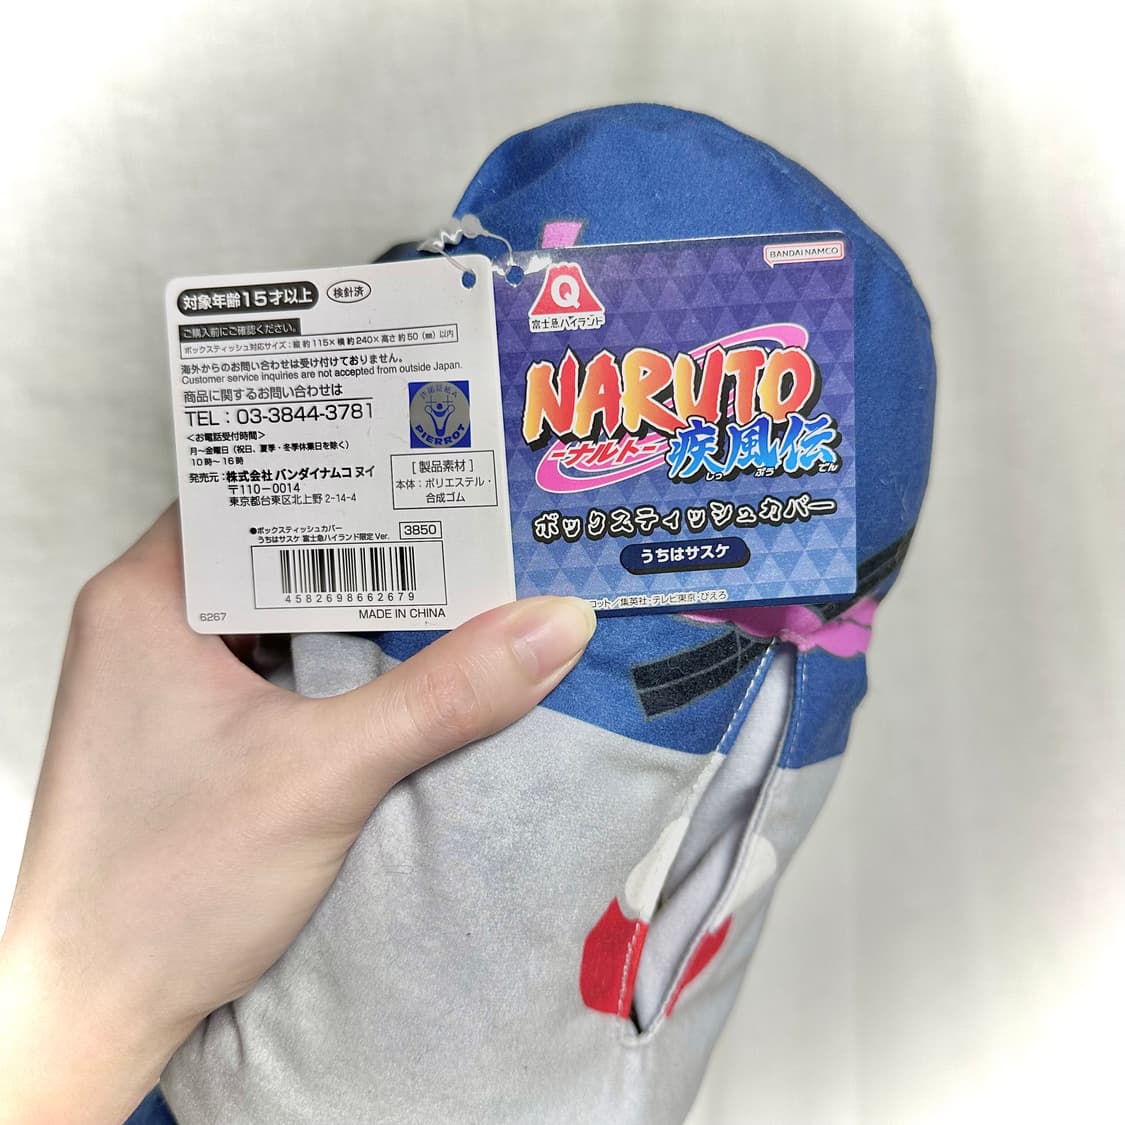 対象年齢15才以上
検針済
ご購入前にご確認ください。
ボックスティッシュ対応サイズ:縦 約115×横 約240×高さ 約50(㎜)以内
海外からのお問い合わせは受け付けておりません。
Customer service inquiries are not accepted from outside Japan.
商品に関するお問い合わせは
TEL:03-3844-3781
<お電話受付時間>
月~金曜日(祝日、夏季・冬季休業日を除く)
10時~16時
発売元:株式会社 バンダイナムコ ヌイ
〒110-0014
東京都台東区北上野 2-14-4
PIERROT
[製品素材]
本体:ポリエステル・
合成ゴム
●ボックスティッシュカバー
うちはサスケ 富士急ハイランド限定 Ver.
3850
4582698662679
6267
MADE IN CHINA
BANDAI NAMCO
Q
富士急ハイランド
NARUTO
-ナルト-
疾風伝
しっ ぷう でん
ボックスティッシュカバー
うちはサスケ
コット/集英社・テレビ東京・ぴえろ